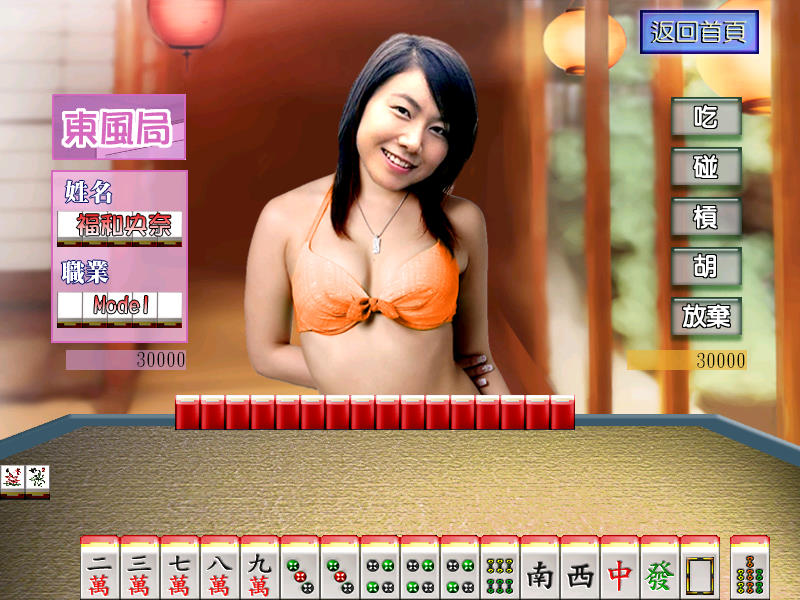 返回首頁
東風局
姓名
福和央奈
職業
Model
30000
吃
碰
槓
胡
放棄
30000
二萬 三萬 七萬 八萬 九萬 南 西 中 發